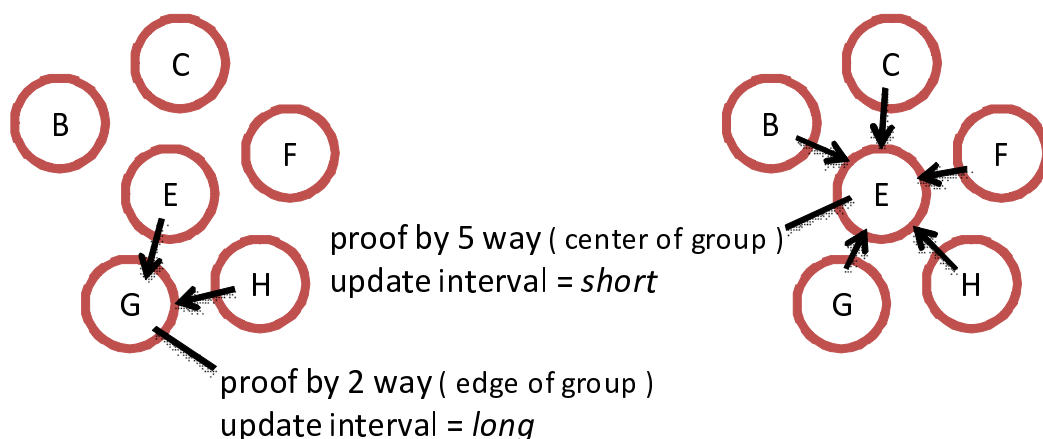 C
B
F
E
G
H
proof by 2 way ( edge of group )
update interval = long
C
B
F
E
G
H
proof by 5 way ( center of group )
update interval = short